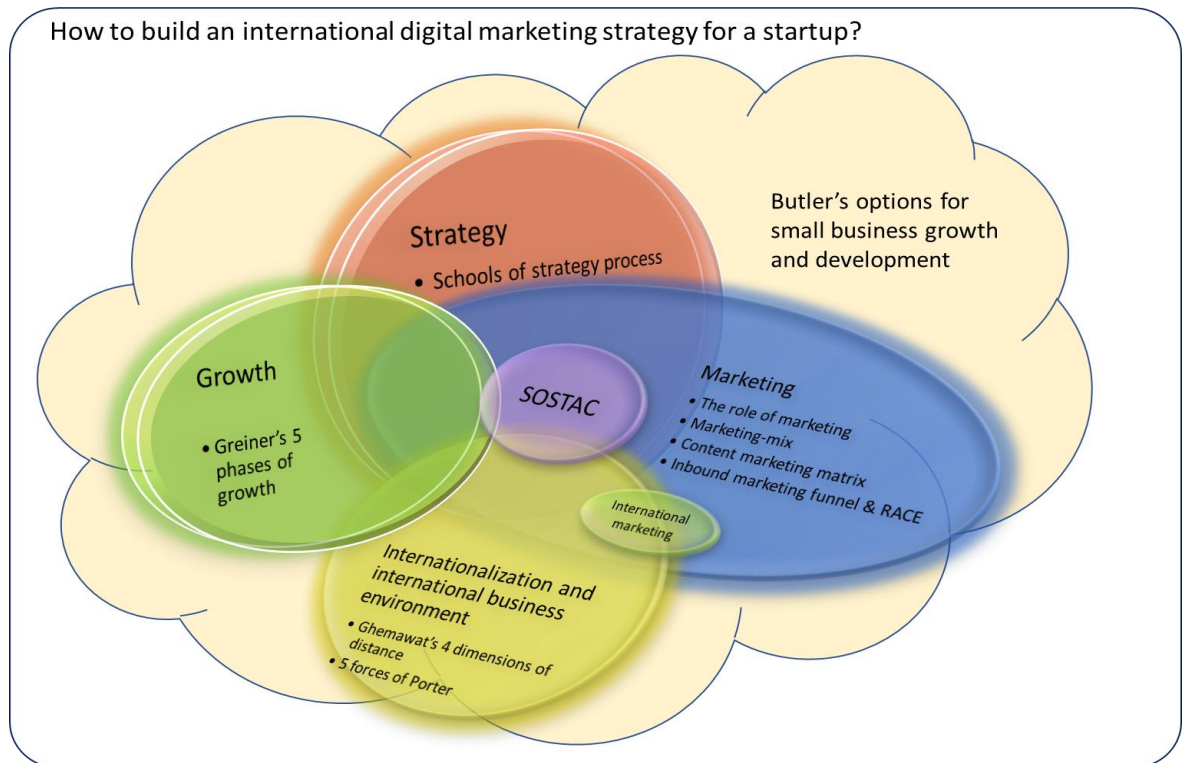 How to build an international digital marketing strategy for a startup?
Butler's options for
small business growth
and development
Strategy
• Schools of strategy process
Growth
• Greiner's 5
phases of
growth
SOSTAC
Marketing
• The role of marketing
• Marketing-mix
• Content marketing matrix
• Inbound marketing funnel & RACE
International
marketing
Internationalization and
international business
environment
• Ghemawat's 4 dimensions of
distance
• 5 forces of Porter